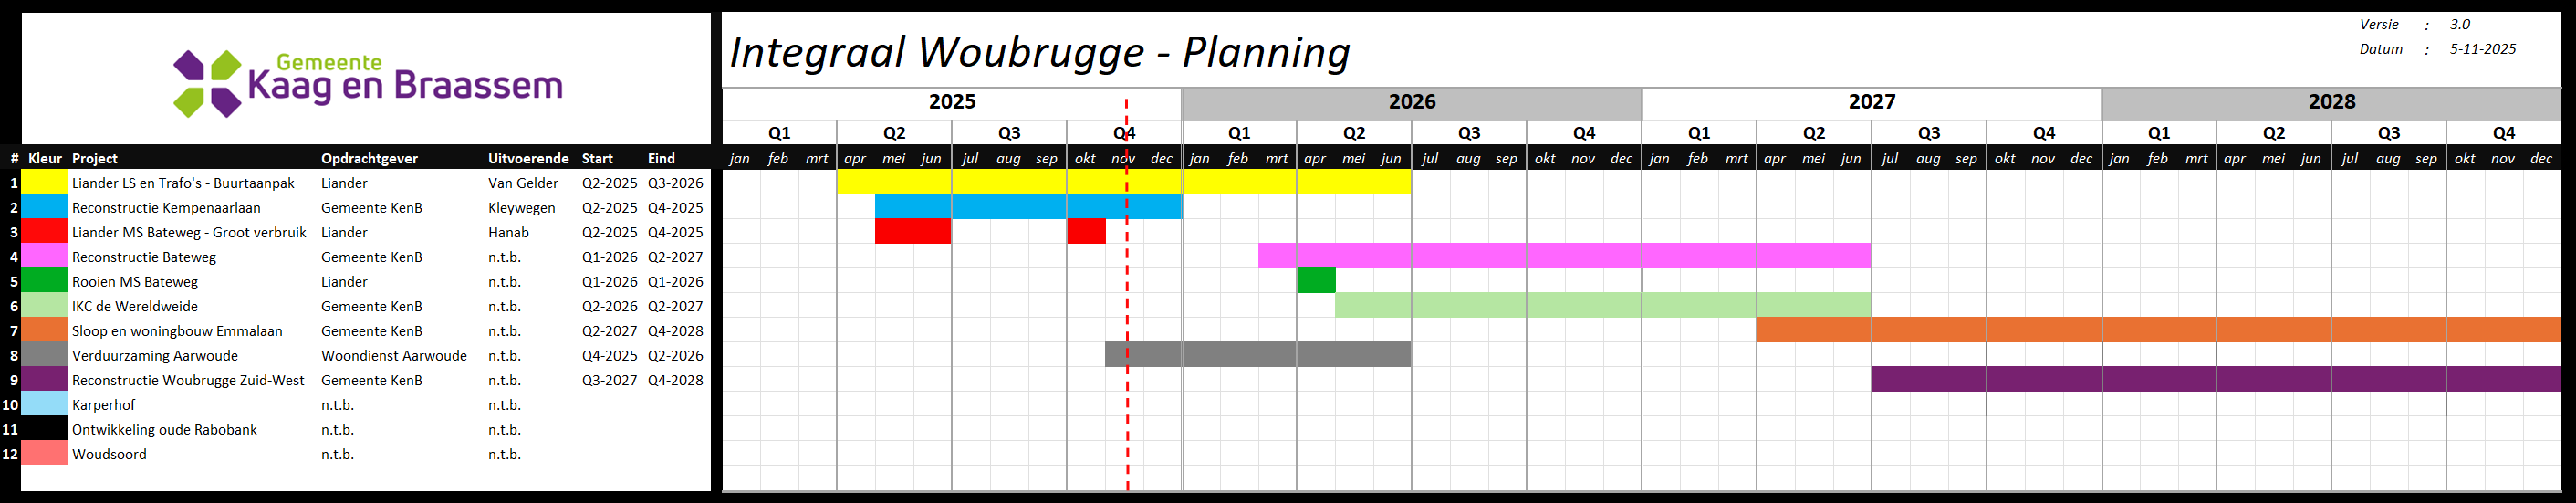 Gemeente
Kaag en Braassem
Integraal Woubrugge - Planning
Versie : 3.0
Datum : 5-11-2025
2025 2026 2027 2028
Q1 Q2 Q3 Q4 Q1 Q2 Q3 Q4 Q1 Q2 Q3 Q4 Q1 Q2 Q3 Q4
# Kleur Project Opdrachtgever Uitvoerende Start Eind jan feb mrt apr mei jun jul aug sep okt nov dec jan feb mrt apr mei jun jul aug sep okt nov dec jan feb mrt apr mei jun jul aug sep okt nov dec jan feb mrt apr mei jun jul aug sep okt nov dec
1 Liander LS en Trafo's - Buurtaanpak Liander Van Gelder Q2-2025 Q3-2026
2 Reconstructie Kempenaarlaan Gemeente KenB Kleywegen Q2-2025 Q4-2025
3 Liander MS Bateweg - Groot verbruik Liander Hanab Q2-2025 Q4-2025
4 Reconstructie Bateweg Gemeente KenB n.t.b. Q1-2026 Q2-2027
5 Rooien MS Bateweg Liander n.t.b. Q1-2026 Q1-2026
6 IKC de Wereldweide Gemeente KenB n.t.b. Q2-2026 Q2-2027
7 Sloop en woningbouw Emmalaan Gemeente KenB n.t.b. Q2-2027 Q4-2028
8 Verduurzaming Aarwoude Woondienst Aarwoude n.t.b. Q4-2025 Q2-2026
9 Reconstructie Woubrugge Zuid-West Gemeente KenB n.t.b. Q3-2027 Q4-2028
10 Karperhof n.t.b. n.t.b.
11 Ontwikkeling oude Rabobank n.t.b. n.t.b.
12 Woudsoord n.t.b. n.t.b.